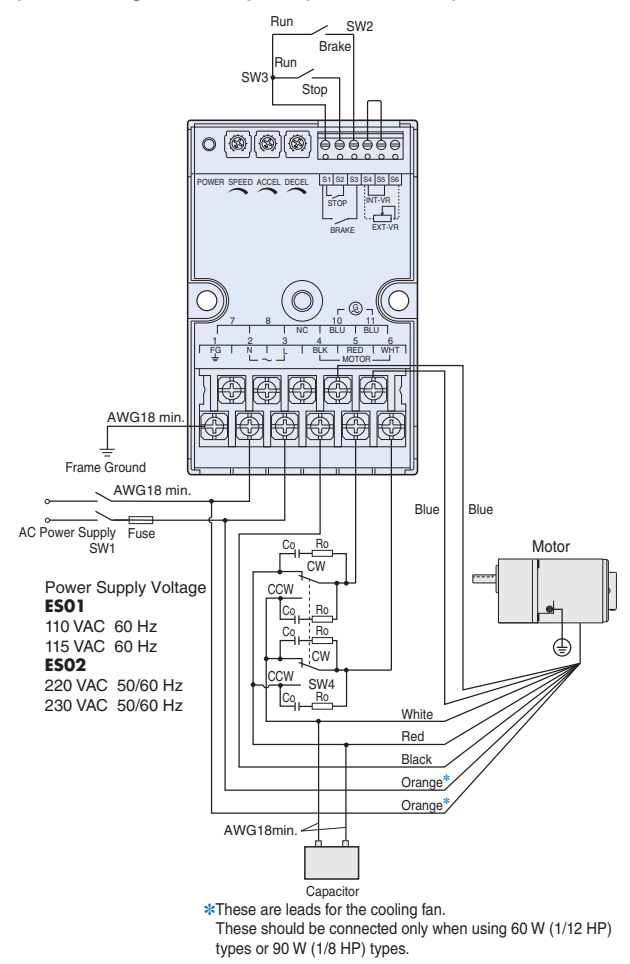 Run
SW2
Brake
Run
SW3
Stop
POWER SPEED ACCEL DECEL
S1 S2 S3 S4 S5 S6
STOP
INT-VR
BRAKE
EXT-VR
G
7 8 NC 10 11
BLU BLU
1 2 3 4 5 6
FG N L BLK RED WHT
~
MOTOR
AWG18 min.
Frame Ground
AWG18 min.
AC Power Supply
SW1
Fuse
Blue
Blue
Motor
Co Ro
CW
CCW
Co Ro
Co Ro
CW
CCW
SW4
Co Ro
Power Supply Voltage
ES01
110 VAC 60 Hz
115 VAC 60 Hz
ES02
220 VAC 50/60 Hz
230 VAC 50/60 Hz
White
Red
Black
Orange*
Orange*
AWG18min.
Capacitor
*These are leads for the cooling fan.
These should be connected only when using 60 W (1/12 HP)
types or 90 W (1/8 HP) types.